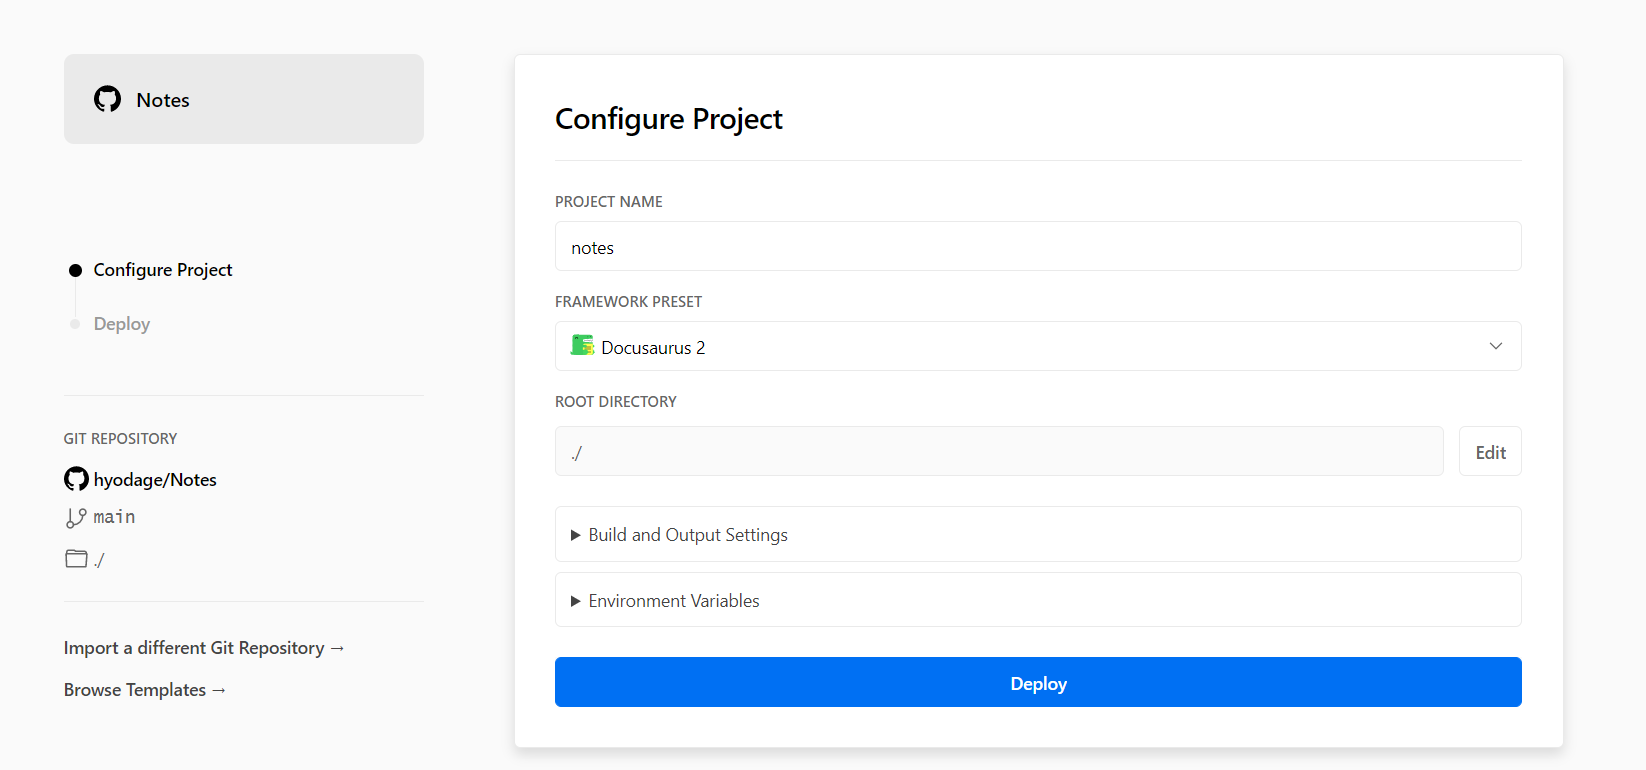 Notes
Configure Project
Deploy
GIT REPOSITORY
hyodage/Notes
main
./
Import a different Git Repository →
Browse Templates →
Configure Project
PROJECT NAME
notes
FRAMEWORK PRESET
Docusaurus 2
ROOT DIRECTORY
./
Edit
Build and Output Settings
Environment Variables
Deploy